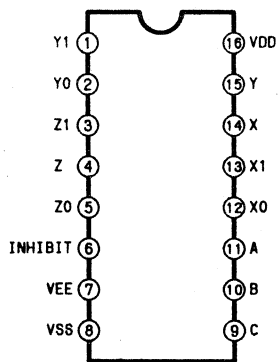 Y1 1 16 VDD
Y0 2 15 Y
Z1 3 14 X
Z 4 13 X1
Z0 5 12 X0
INHIBIT 6 11 A
VEE 7 10 B
VSS 8 9 C